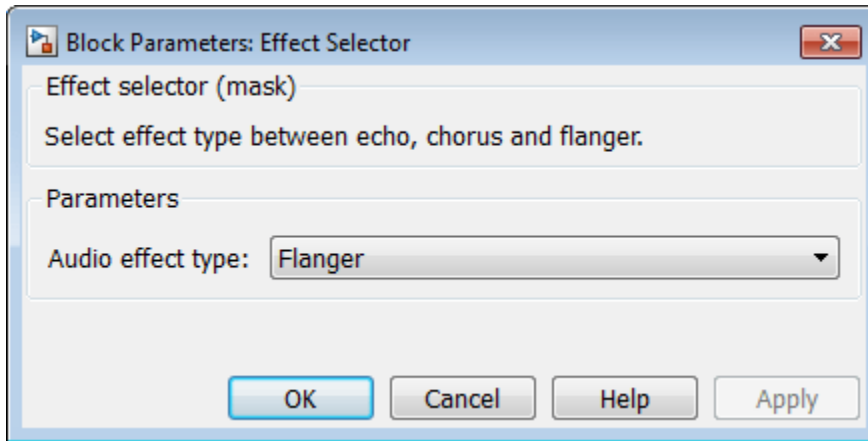 Block Parameters: Effect Selector
Effect selector (mask)
Select effect type between echo, chorus and flanger.
Parameters
Audio effect type: Flanger
OK Cancel Help Apply